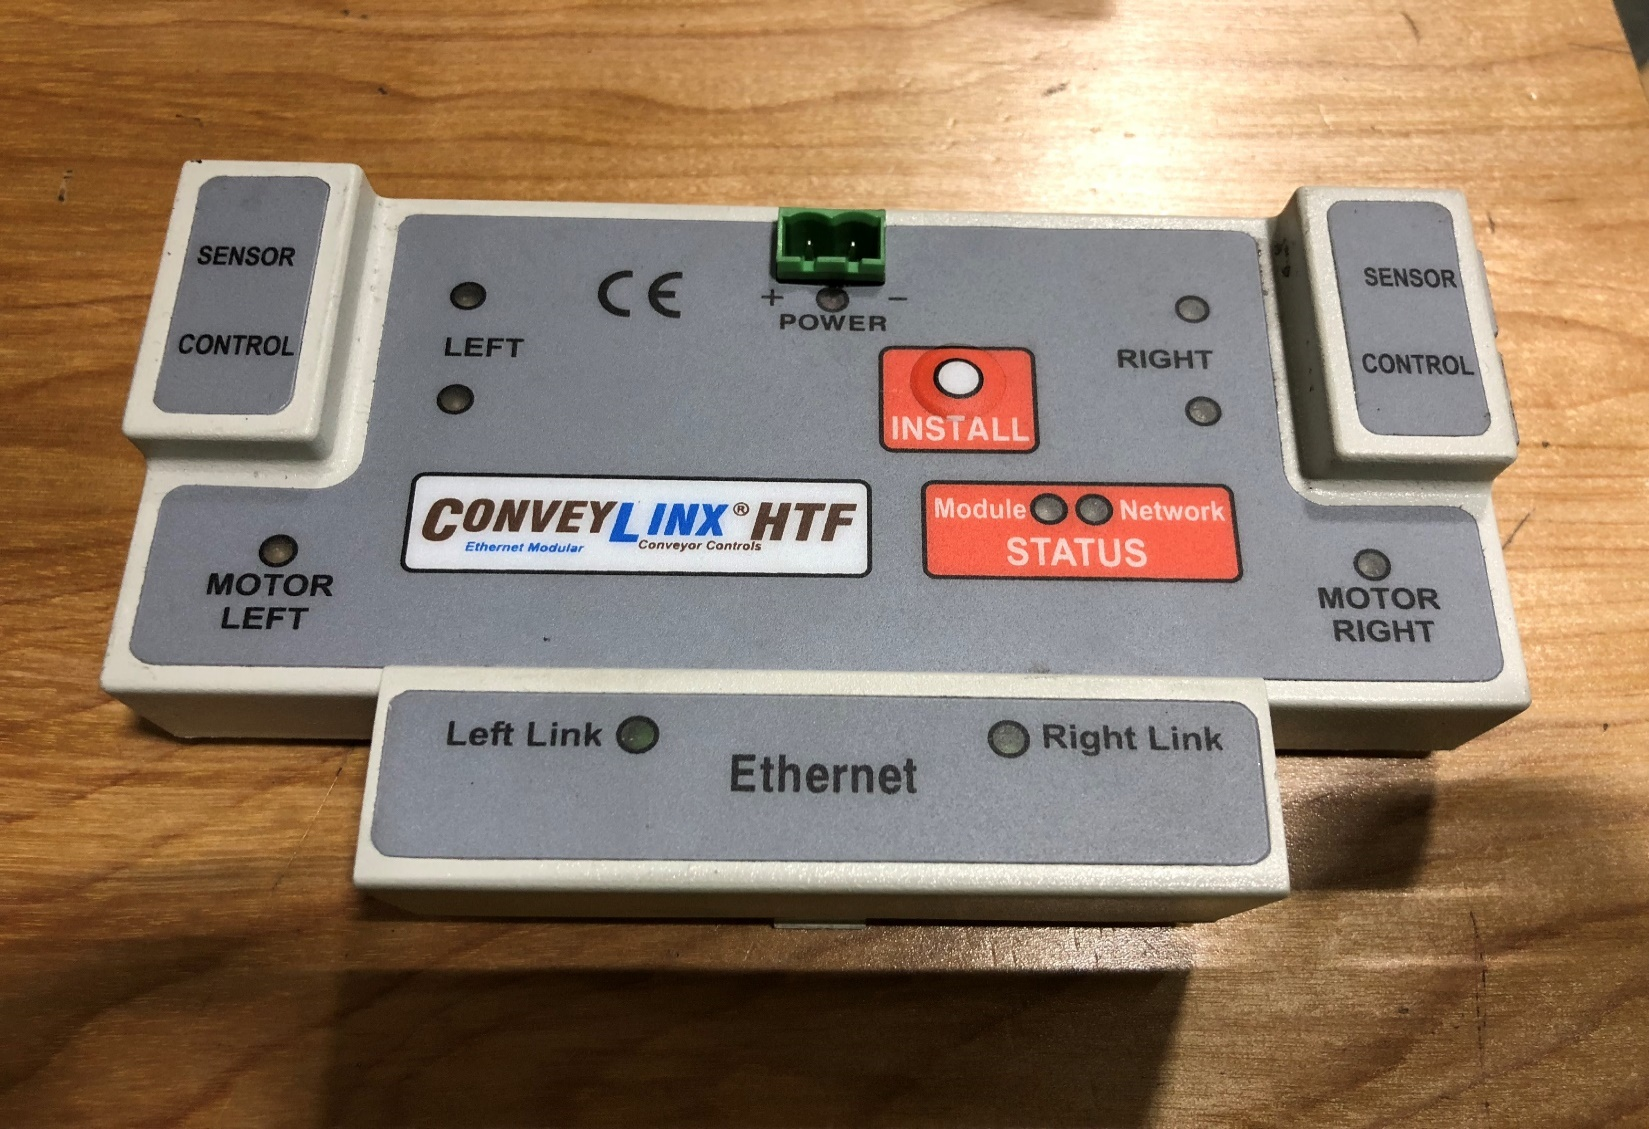 SENSOR
CONTROL
LEFT
CE
+ −
POWER
RIGHT
SENSOR
CONTROL
INSTALL
CONVEYLINX® HTF
Ethernet Modular Conveyor Controls
Module Network
STATUS
MOTOR
LEFT
MOTOR
RIGHT
Left Link
Right Link
Ethernet